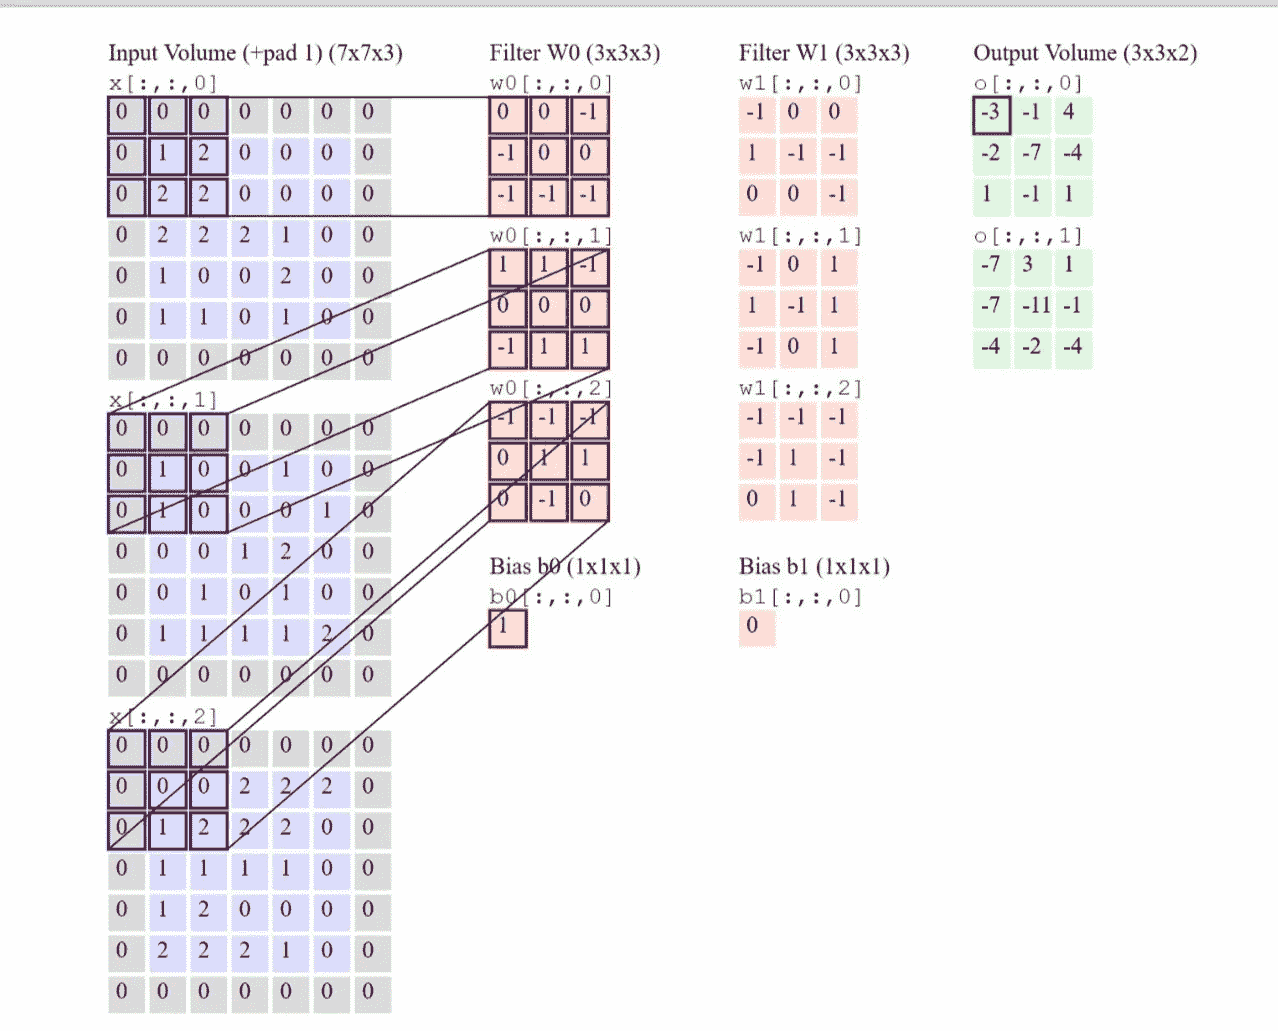 Input Volume (+pad 1) (7x7x3)
x[:,:,0]
0 0 0 0 0 0 0
0 1 2 0 0 0 0
0 2 2 0 0 0 0
0 2 2 2 1 0 0
0 1 0 0 2 0 0
0 1 1 0 1 0 0
0 0 0 0 0 0 0
x[:,:,1]
0 0 0 0 0 0 0
0 1 0 0 1 0 0
0 1 0 0 0 1 0
0 0 0 1 2 0 0
0 0 1 0 1 0 0
0 1 1 1 1 2 0
0 0 0 0 0 0 0
x[:,:,2]
0 0 0 0 0 0 0
0 0 0 2 2 2 0
0 1 2 2 2 0 0
0 1 1 1 1 0 0
0 1 2 0 0 0 0
0 2 2 2 1 0 0
0 0 0 0 0 0 0
Filter W0 (3x3x3)
w0[:,:,0]
0 0 -1
-1 0 0
-1 -1 -1
w0[:,:,1]
1 1 -1
0 0 0
-1 1 1
w0[:,:,2]
-1 -1 -1
0 1 1
0 -1 0
Bias b0 (1x1x1)
b0[:,:,0]
1
Filter W1 (3x3x3)
w1[:,:,0]
-1 0 0
1 -1 -1
0 0 -1
w1[:,:,1]
-1 0 1
1 -1 1
-1 0 1
w1[:,:,2]
-1 -1 -1
-1 1 -1
0 1 -1
Bias b1 (1x1x1)
b1[:,:,0]
0
Output Volume (3x3x2)
o[:,:,0]
-3 -1 4
-2 -7 -4
1 -1 1
o[:,:,1]
-7 3 1
-7 -11 -1
-4 -2 -4